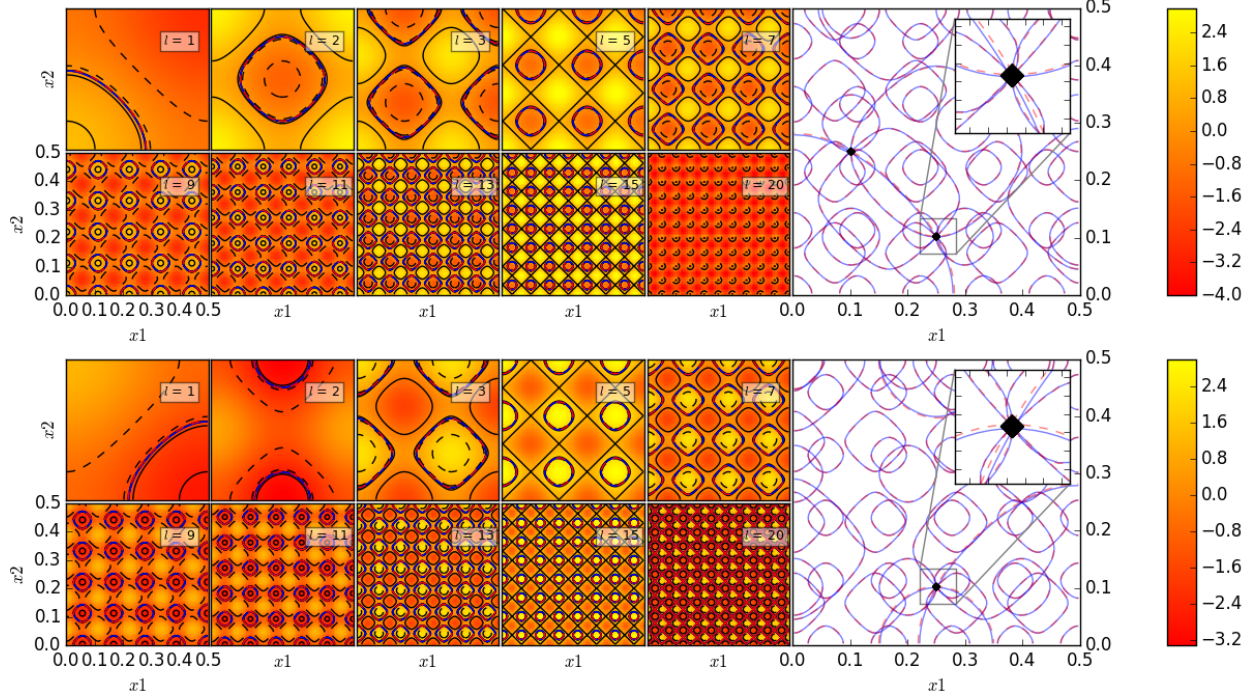 l = 1
l = 2
l = 3
l = 5
l = 7
x2
0.5
0.4
0.3
0.2
0.1
0.0
2.4
1.6
0.8
0.0
−0.8
−1.6
−2.4
−3.2
−4.0
0.5
0.4
0.3
0.2
0.1
0.0
x2
l = 9
l = 11
l = 13
l = 15
l = 20
0.0 0.1 0.2 0.3 0.4 0.5
x1
x1
x1
x1
x1
0.0 0.1 0.2 0.3 0.4 0.5
x1
l = 1
l = 2
l = 3
l = 5
l = 7
x2
0.5
0.4
0.3
0.2
0.1
0.0
2.4
1.6
0.8
0.0
−0.8
−1.6
−2.4
−3.2
0.5
0.4
0.3
0.2
0.1
0.0
x2
l = 9
l = 11
l = 13
l = 15
l = 20
0.0 0.1 0.2 0.3 0.4 0.5
x1
x1
x1
x1
x1
0.0 0.1 0.2 0.3 0.4 0.5
x1